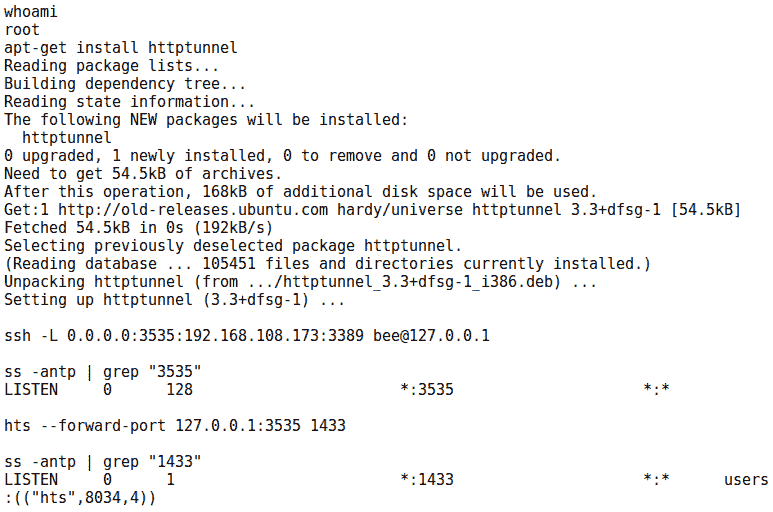 whoami
root
apt-get install httptunnel
Reading package lists...
Building dependency tree...
Reading state information...
The following NEW packages will be installed:
  httptunnel
0 upgraded, 1 newly installed, 0 to remove and 0 not upgraded.
Need to get 54.5kB of archives.
After this operation, 168kB of additional disk space will be used.
Get:1 http://old-releases.ubuntu.com hardy/universe httptunnel 3.3+dfsg-1 [54.5kB]
Fetched 54.5kB in 0s (192kB/s)
Selecting previously deselected package httptunnel.
(Reading database ... 105451 files and directories currently installed.)
Unpacking httptunnel (from .../httptunnel_3.3+dfsg-1_i386.deb) ...
Setting up httptunnel (3.3+dfsg-1) ...

ssh -L 0.0.0.0:3535:192.168.108.173:3389 bee@127.0.0.1

ss -antp | grep "3535"
LISTEN     0      128                       *:3535                     *:*

hts --forward-port 127.0.0.1:3535 1433

ss -antp | grep "1433"
LISTEN     0      1                         *:1433                     *:*      users
:(("hts",8034,4))